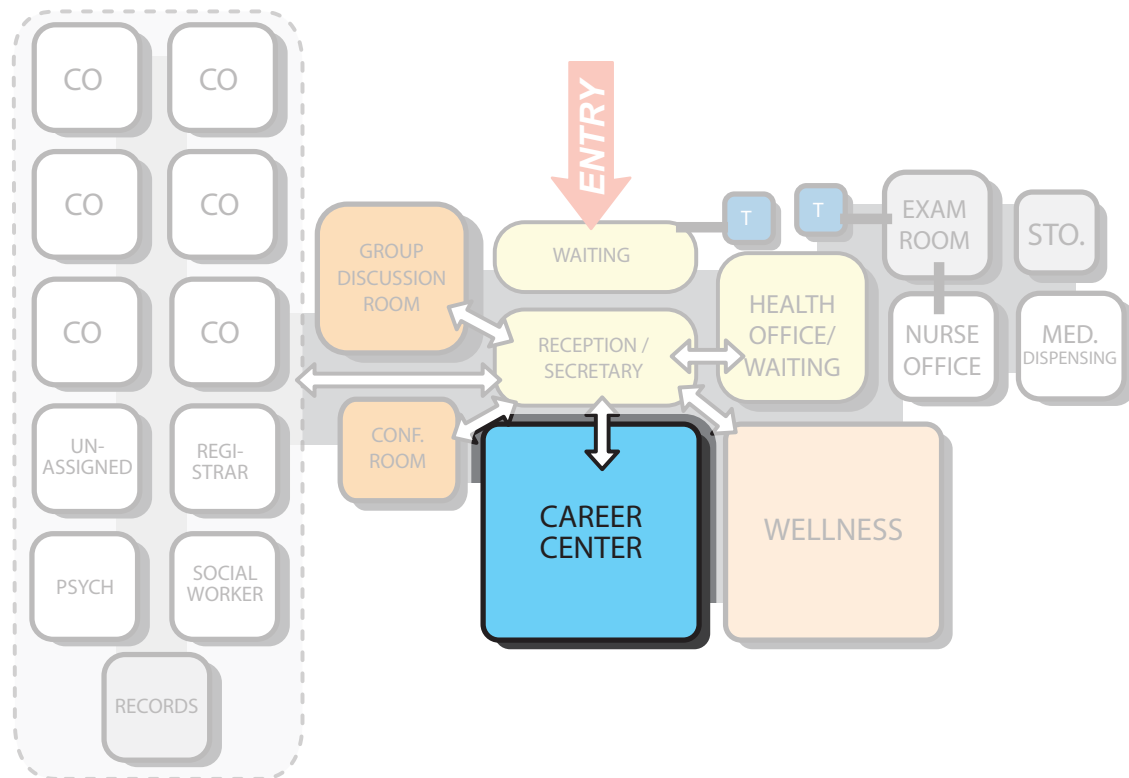 CO
CO
CO
CO
CO
CO
UN-
ASSIGNED
REGI-
STRAR
PSYCH
SOCIAL
WORKER
RECORDS
GROUP
DISCUSSION
ROOM
CONF.
ROOM
ENTRY
WAITING
RECEPTION /
SECRETARY
CAREER
CENTER
T
T
HEALTH
OFFICE/
WAITING
WELLNESS
EXAM
ROOM
STO.
NURSE
OFFICE
MED.
DISPENSING